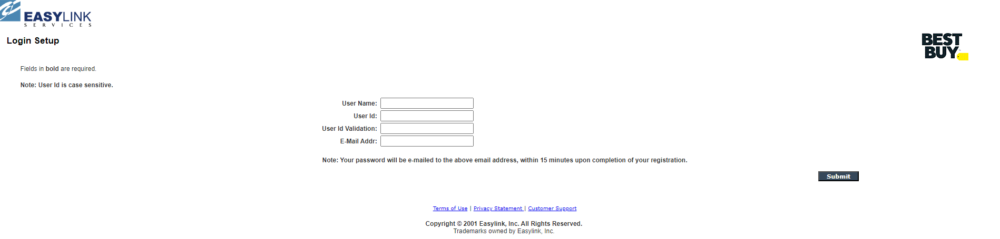 EASYLINK
SERVICES
Login Setup
BEST
BUY™
Fields in bold are required.
Note: User Id is case sensitive.
User Name:
User Id:
User Id Validation:
E-Mail Addr:
Note: Your password will be e-mailed to the above email address, within 15 minutes upon completion of your registration.
Submit
Terms of Use | Privacy Statement | Customer Support
Copyright © 2001 Easylink, Inc. All Rights Reserved.
Trademarks owned by Easylink, Inc.